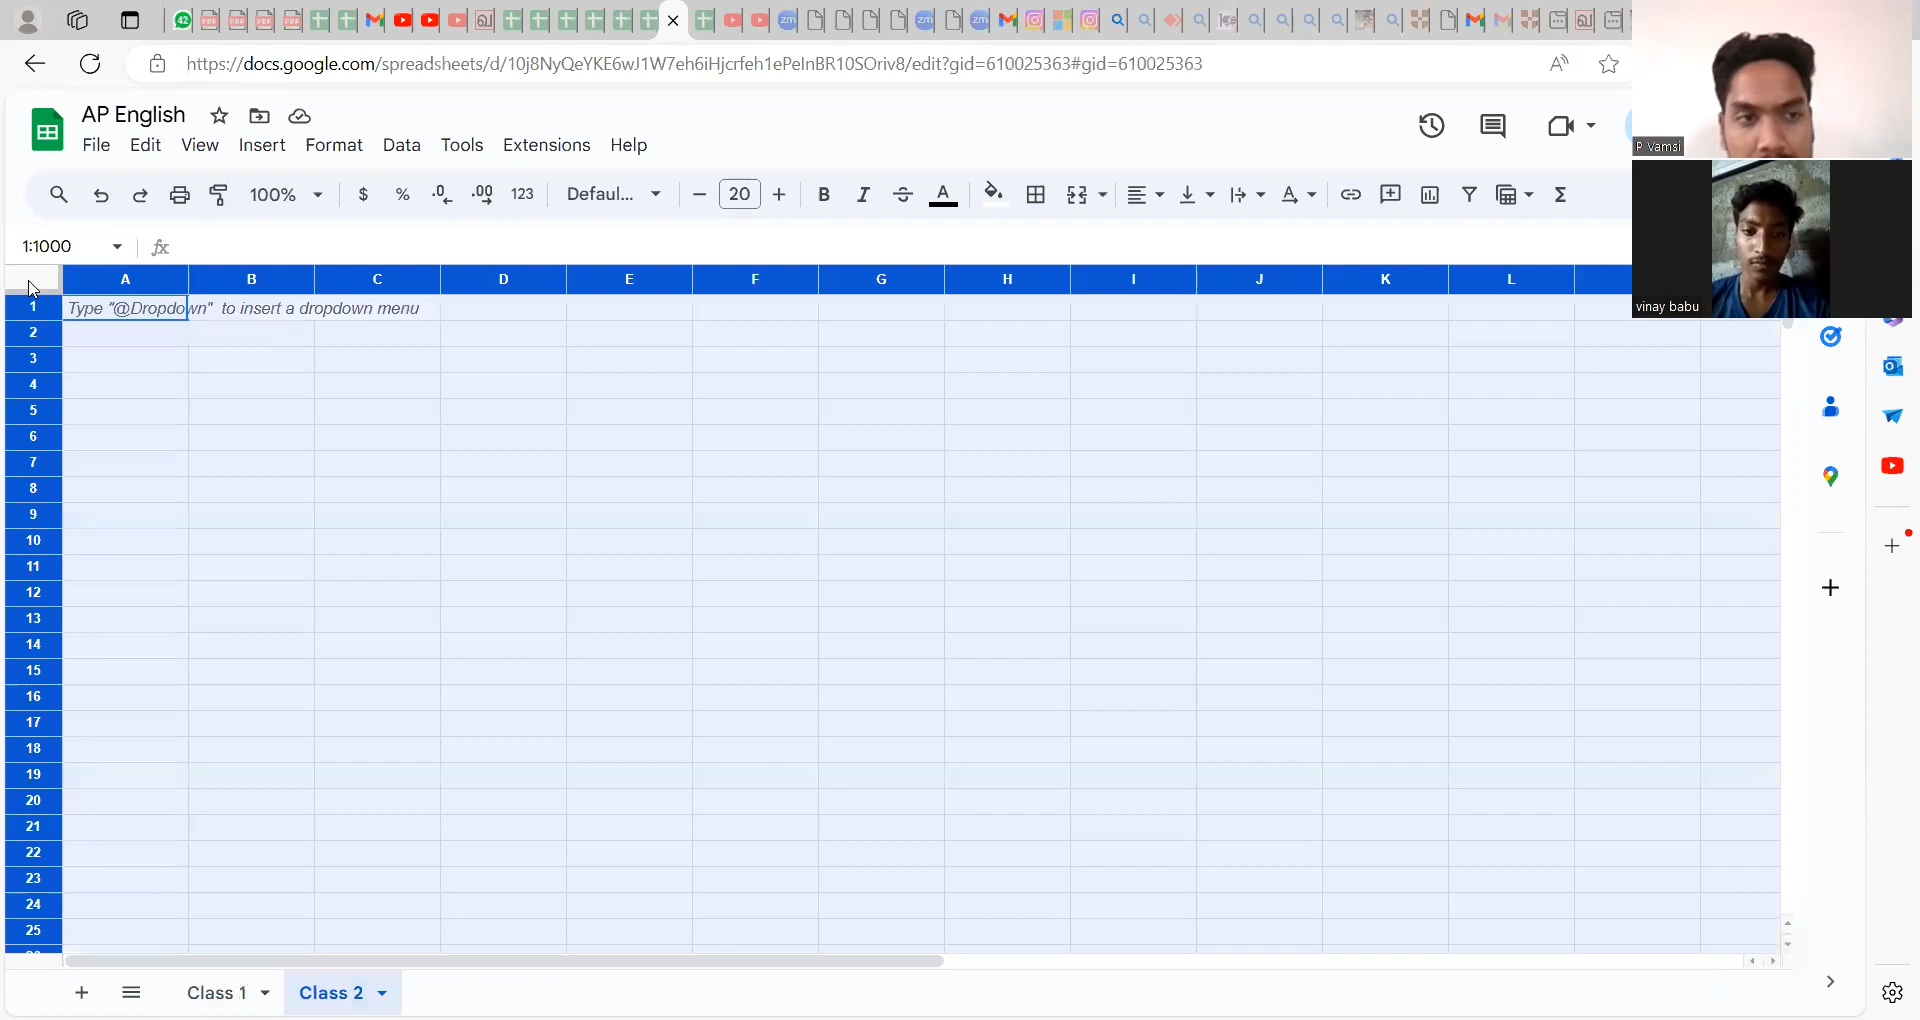 42
https://docs.google.com/spreadsheets/d/10j8NyQeYKE6wJ1W7eh6iHjcrfeh1ePeInBR10SOriv8/edit?gid=610025363#gid=610025363
AP English
File Edit View Insert Format Data Tools Extensions Help
P Vamsi
100% $ % .0 .00 123 Defaul... 20 B I A Σ
1:1000 fx
A B C D E F G H I J K L
1 Type "@Dropdown" to insert a dropdown menu
vinay babu
2
3
4
5
6
7
8
9
10
11
12
13
14
15
16
17
18
19
20
21
22
23
24
25
Class 1 Class 2